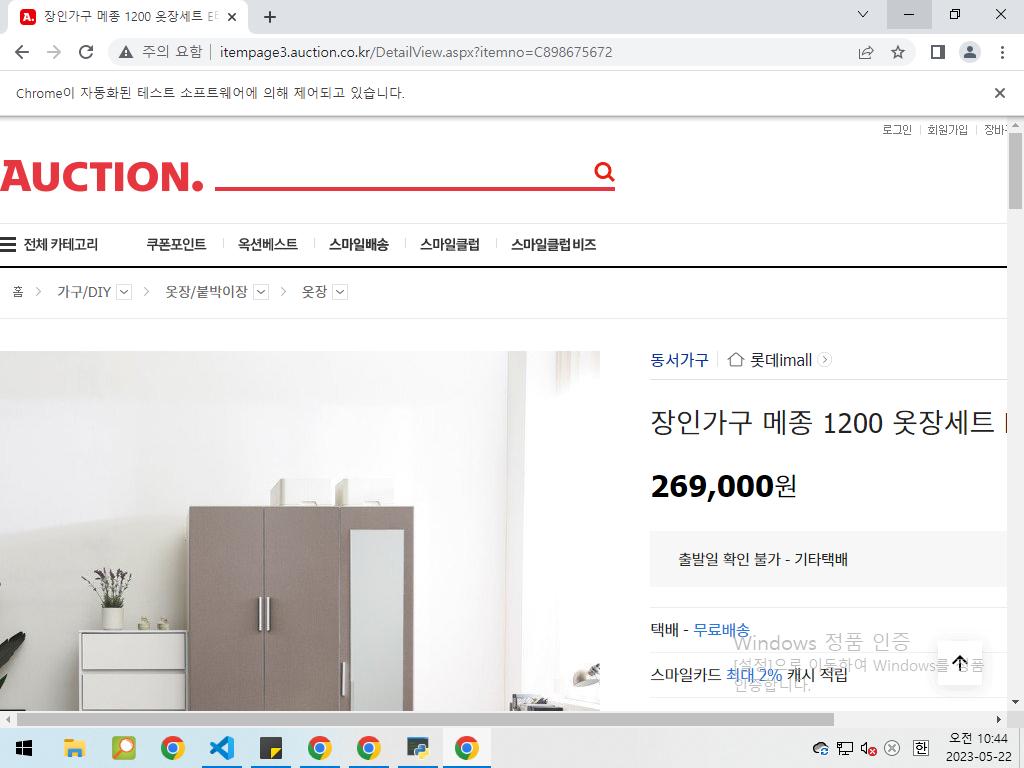 장인가구 메종 1200 옷장세트
주의 요함 itempage3.auction.co.kr/DetailView.aspx?itemno=C898675672
Chrome이 자동화된 테스트 소프트웨어에 의해 제어되고 있습니다.
로그인 회원가입 장바
AUCTION.
전체 카테고리 쿠폰포인트 옥션베스트 스마일배송 스마일클럽 스마일클럽 비즈
홈 가구/DIY 옷장/붙박이장 옷장
동서가구 롯데imall
장인가구 메종 1200 옷장세트
269,000원
출발일 확인 불가 - 기타택배
택배 - 무료배송
Windows 정품 인증
[설정]으로 이동하여 Windows를 정품
인증합니다.
스마일카드 최대 2% 캐시 적립
한
오전 10:44
2023-05-22